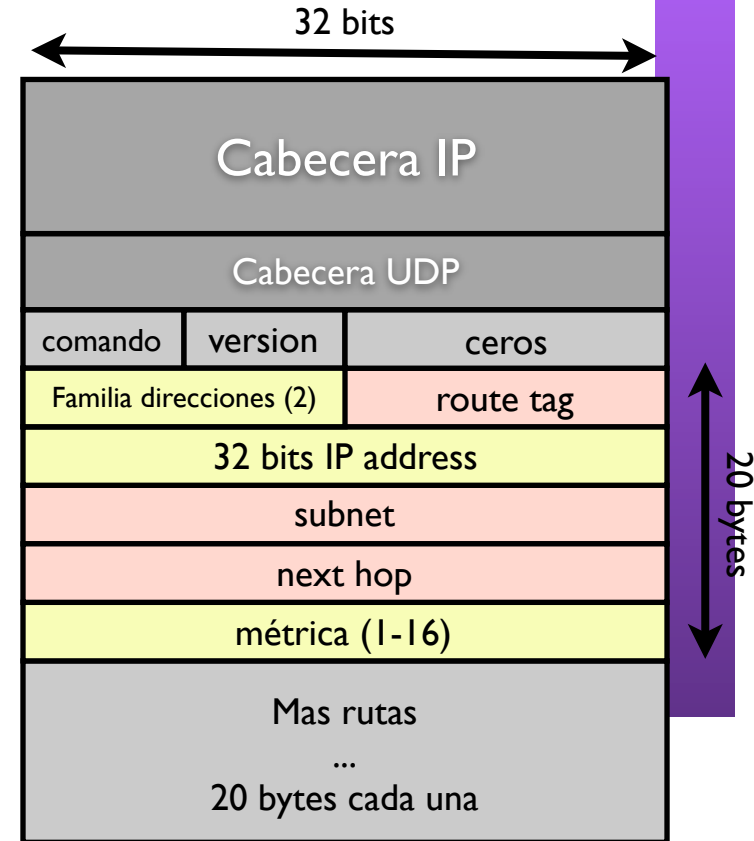 32 bits
Cabecera IP
Cabecera UDP
comando version ceros
Familia direcciones (2) route tag
32 bits IP address
subnet
next hop
métrica (1-16)
20 bytes
Mas rutas
...
20 bytes cada una